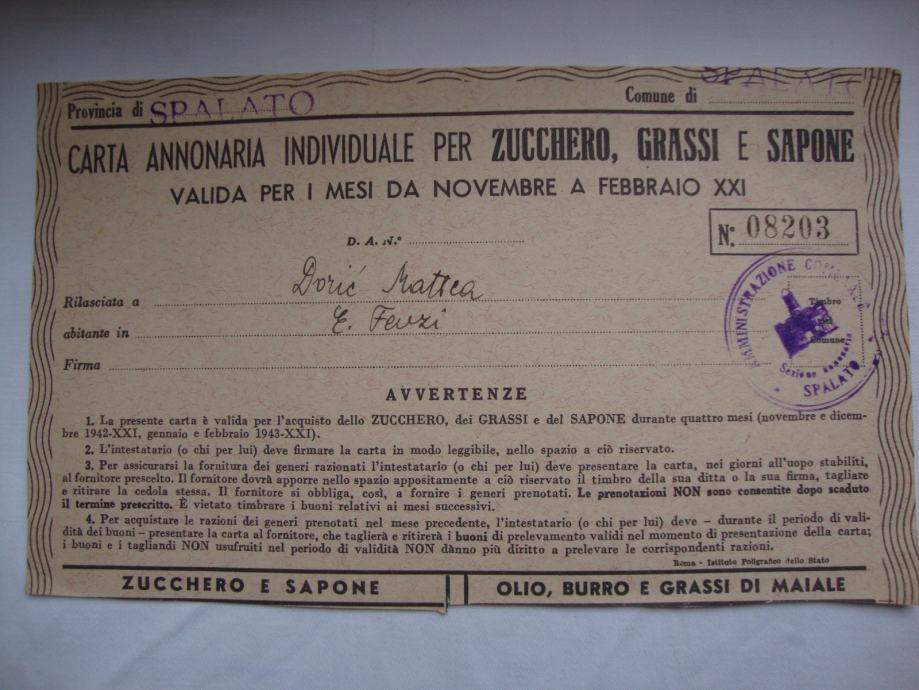 Provincia di SPALATO Comune di SPALATO
CARTA ANNONARIA INDIVIDUALE PER ZUCCHERO, GRASSI E SAPONE
VALIDA PER I MESI DA NOVEMBRE A FEBBRAIO XXI
N: 08203
D. A. N.°
Rilasciata a Dorić Mattea
abitante in E. Fevzi
Firma
AMMINISTRAZIONE
Timbro
del
Comune
Sezione annonaria
SPALATO
AVVERTENZE
1. La presente carta è valida per l'acquisto dello ZUCCHERO, dei GRASSI e del SAPONE durante quattro mesi (novembre e dicem-
bre 1942-XXI, gennaio e febbraio 1943-XXI).
2. L'intestatario (o chi per lui) deve firmare la carta in modo leggibile, nello spazio a ciò riservato.
3. Per assicurarsi la fornitura dei generi razionati l'intestatario (o chi per lui) deve presentare la carta, nei giorni all'uopo stabiliti,
al fornitore prescelto. Il fornitore dovrà apporre nello spazio appositamente a ciò riservato il timbro della sua ditta o la sua firma, tagliare
e ritirare la cedola stessa. Il fornitore si obbliga, così, a fornire i generi prenotati. Le prenotazioni NON sono consentite dopo scaduto
il termine prescritto. È vietato timbrare i buoni relativi ai mesi successivi.
4. Per acquistare le razioni dei generi prenotati nel mese precedente, l'intestatario (o chi per lui) deve - durante il periodo di vali-
dità dei buoni - presentare la carta al fornitore, che taglierà e ritirerà i buoni di prelevamento validi nel momento di presentazione della carta;
i buoni e i tagliandi NON usufruiti nel periodo di validità NON dànno più diritto a prelevare le corrispondenti razioni.
Roma - Istituto Poligrafico dello Stato
ZUCCHERO E SAPONE OLIO, BURRO E GRASSI DI MAIALE